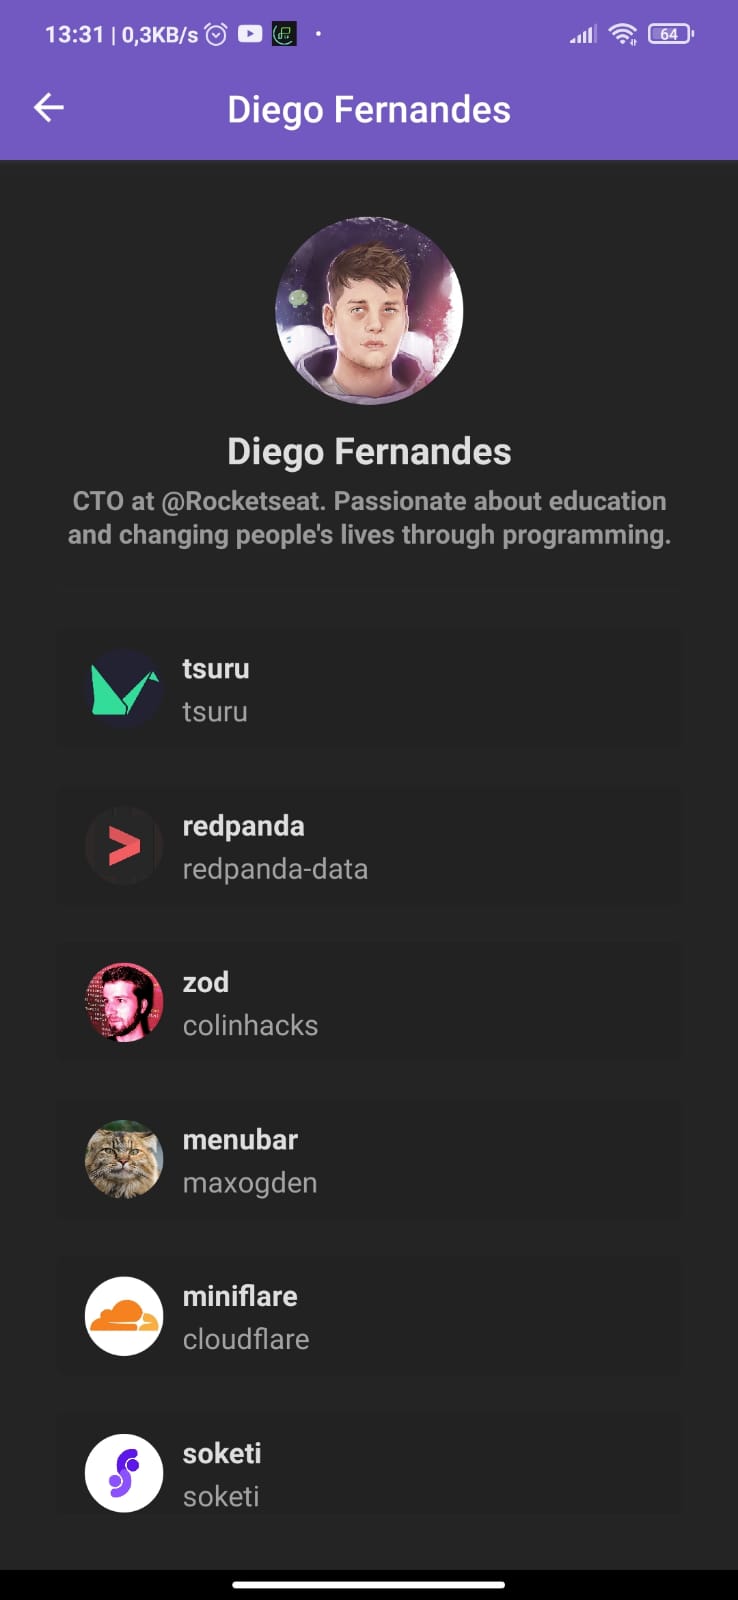 13:31 | 0,3KB/s
64
Diego Fernandes
Diego Fernandes
CTO at @Rocketseat. Passionate about education
and changing people's lives through programming.
tsuru
tsuru
redpanda
redpanda-data
zod
colinhacks
menubar
maxogden
miniflare
cloudflare
soketi
soketi